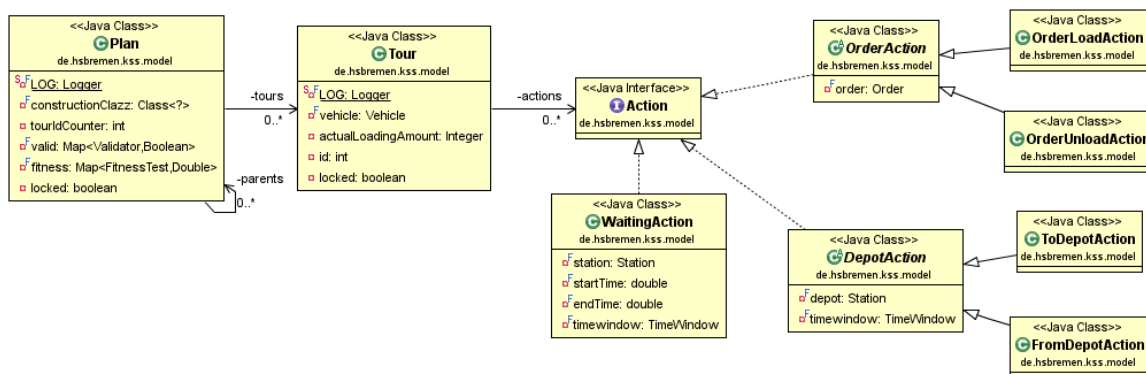 <<Java Class>>
Plan
de.hsbremen.kss.model
LOG: Logger
constructionClazz: Class<?>
tourIdCounter: int
valid: Map<Validator,Boolean>
fitness: Map<FitnessTest,Double>
locked: boolean
-tours
0..*
-parents
0..*
<<Java Class>>
Tour
de.hsbremen.kss.model
LOG: Logger
vehicle: Vehicle
actualLoadingAmount: Integer
id: int
locked: boolean
-actions
0..*
<<Java Interface>>
Action
de.hsbremen.kss.model
<<Java Class>>
WaitingAction
de.hsbremen.kss.model
station: Station
startTime: double
endTime: double
timewindow: TimeWindow
<<Java Class>>
OrderAction
de.hsbremen.kss.model
order: Order
<<Java Class>>
DepotAction
de.hsbremen.kss.model
depot: Station
timewindow: TimeWindow
<<Java Class>>
OrderLoadAction
de.hsbremen.kss.model
<<Java Class>>
OrderUnloadAction
de.hsbremen.kss.model
<<Java Class>>
ToDepotAction
de.hsbremen.kss.model
<<Java Class>>
FromDepotAction
de.hsbremen.kss.model